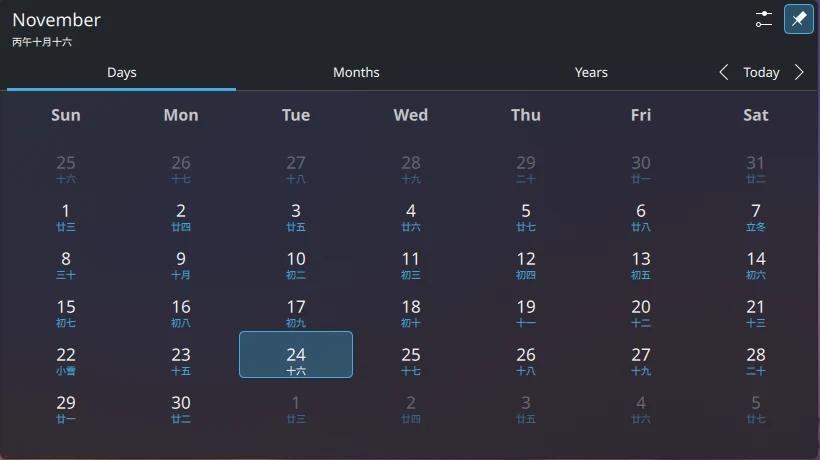 November
丙午十月十六
Days Months Years Today
Sun Mon Tue Wed Thu Fri Sat
25 26 27 28 29 30 31
十六 十七 十八 十九 二十 廿一 廿二
1 2 3 4 5 6 7
廿三 廿四 廿五 廿六 廿七 廿八 立冬
8 9 10 11 12 13 14
三十 十月 初二 初三 初四 初五 初六
15 16 17 18 19 20 21
初七 初八 初九 初十 十一 十二 十三
22 23 24 25 26 27 28
小雪 十五 十六 十七 十八 十九 二十
29 30 1 2 3 4 5
廿一 廿二 廿三 廿四 廿五 廿六 廿七